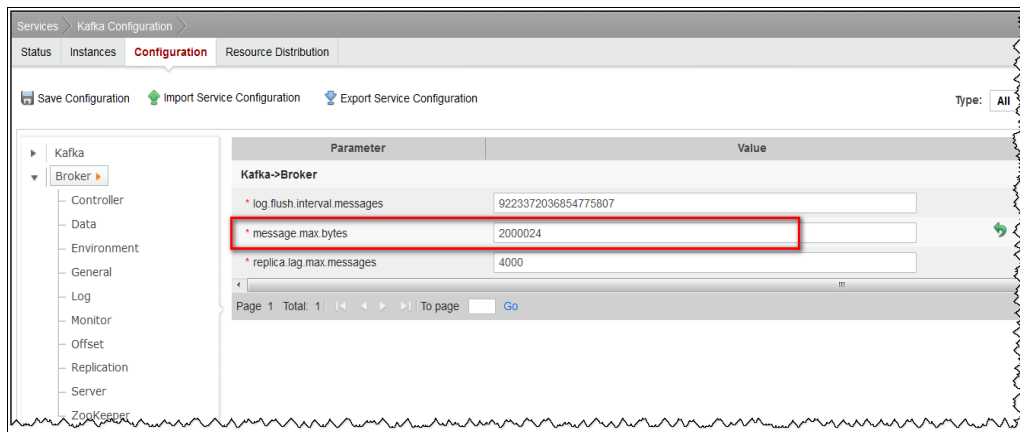 Services Kafka Configuration
Status Instances Configuration Resource Distribution
Save Configuration Import Service Configuration Export Service Configuration Type: All
Kafka
Broker
Controller
Data
Environment
General
Log
Monitor
Offset
Replication
Server
ZooKeeper
Parameter Value
Kafka->Broker
* log.flush.interval.messages 9223372036854775807
* message.max.bytes 2000024
* replica.lag.max.messages 4000
Page 1 Total: 1 To page Go